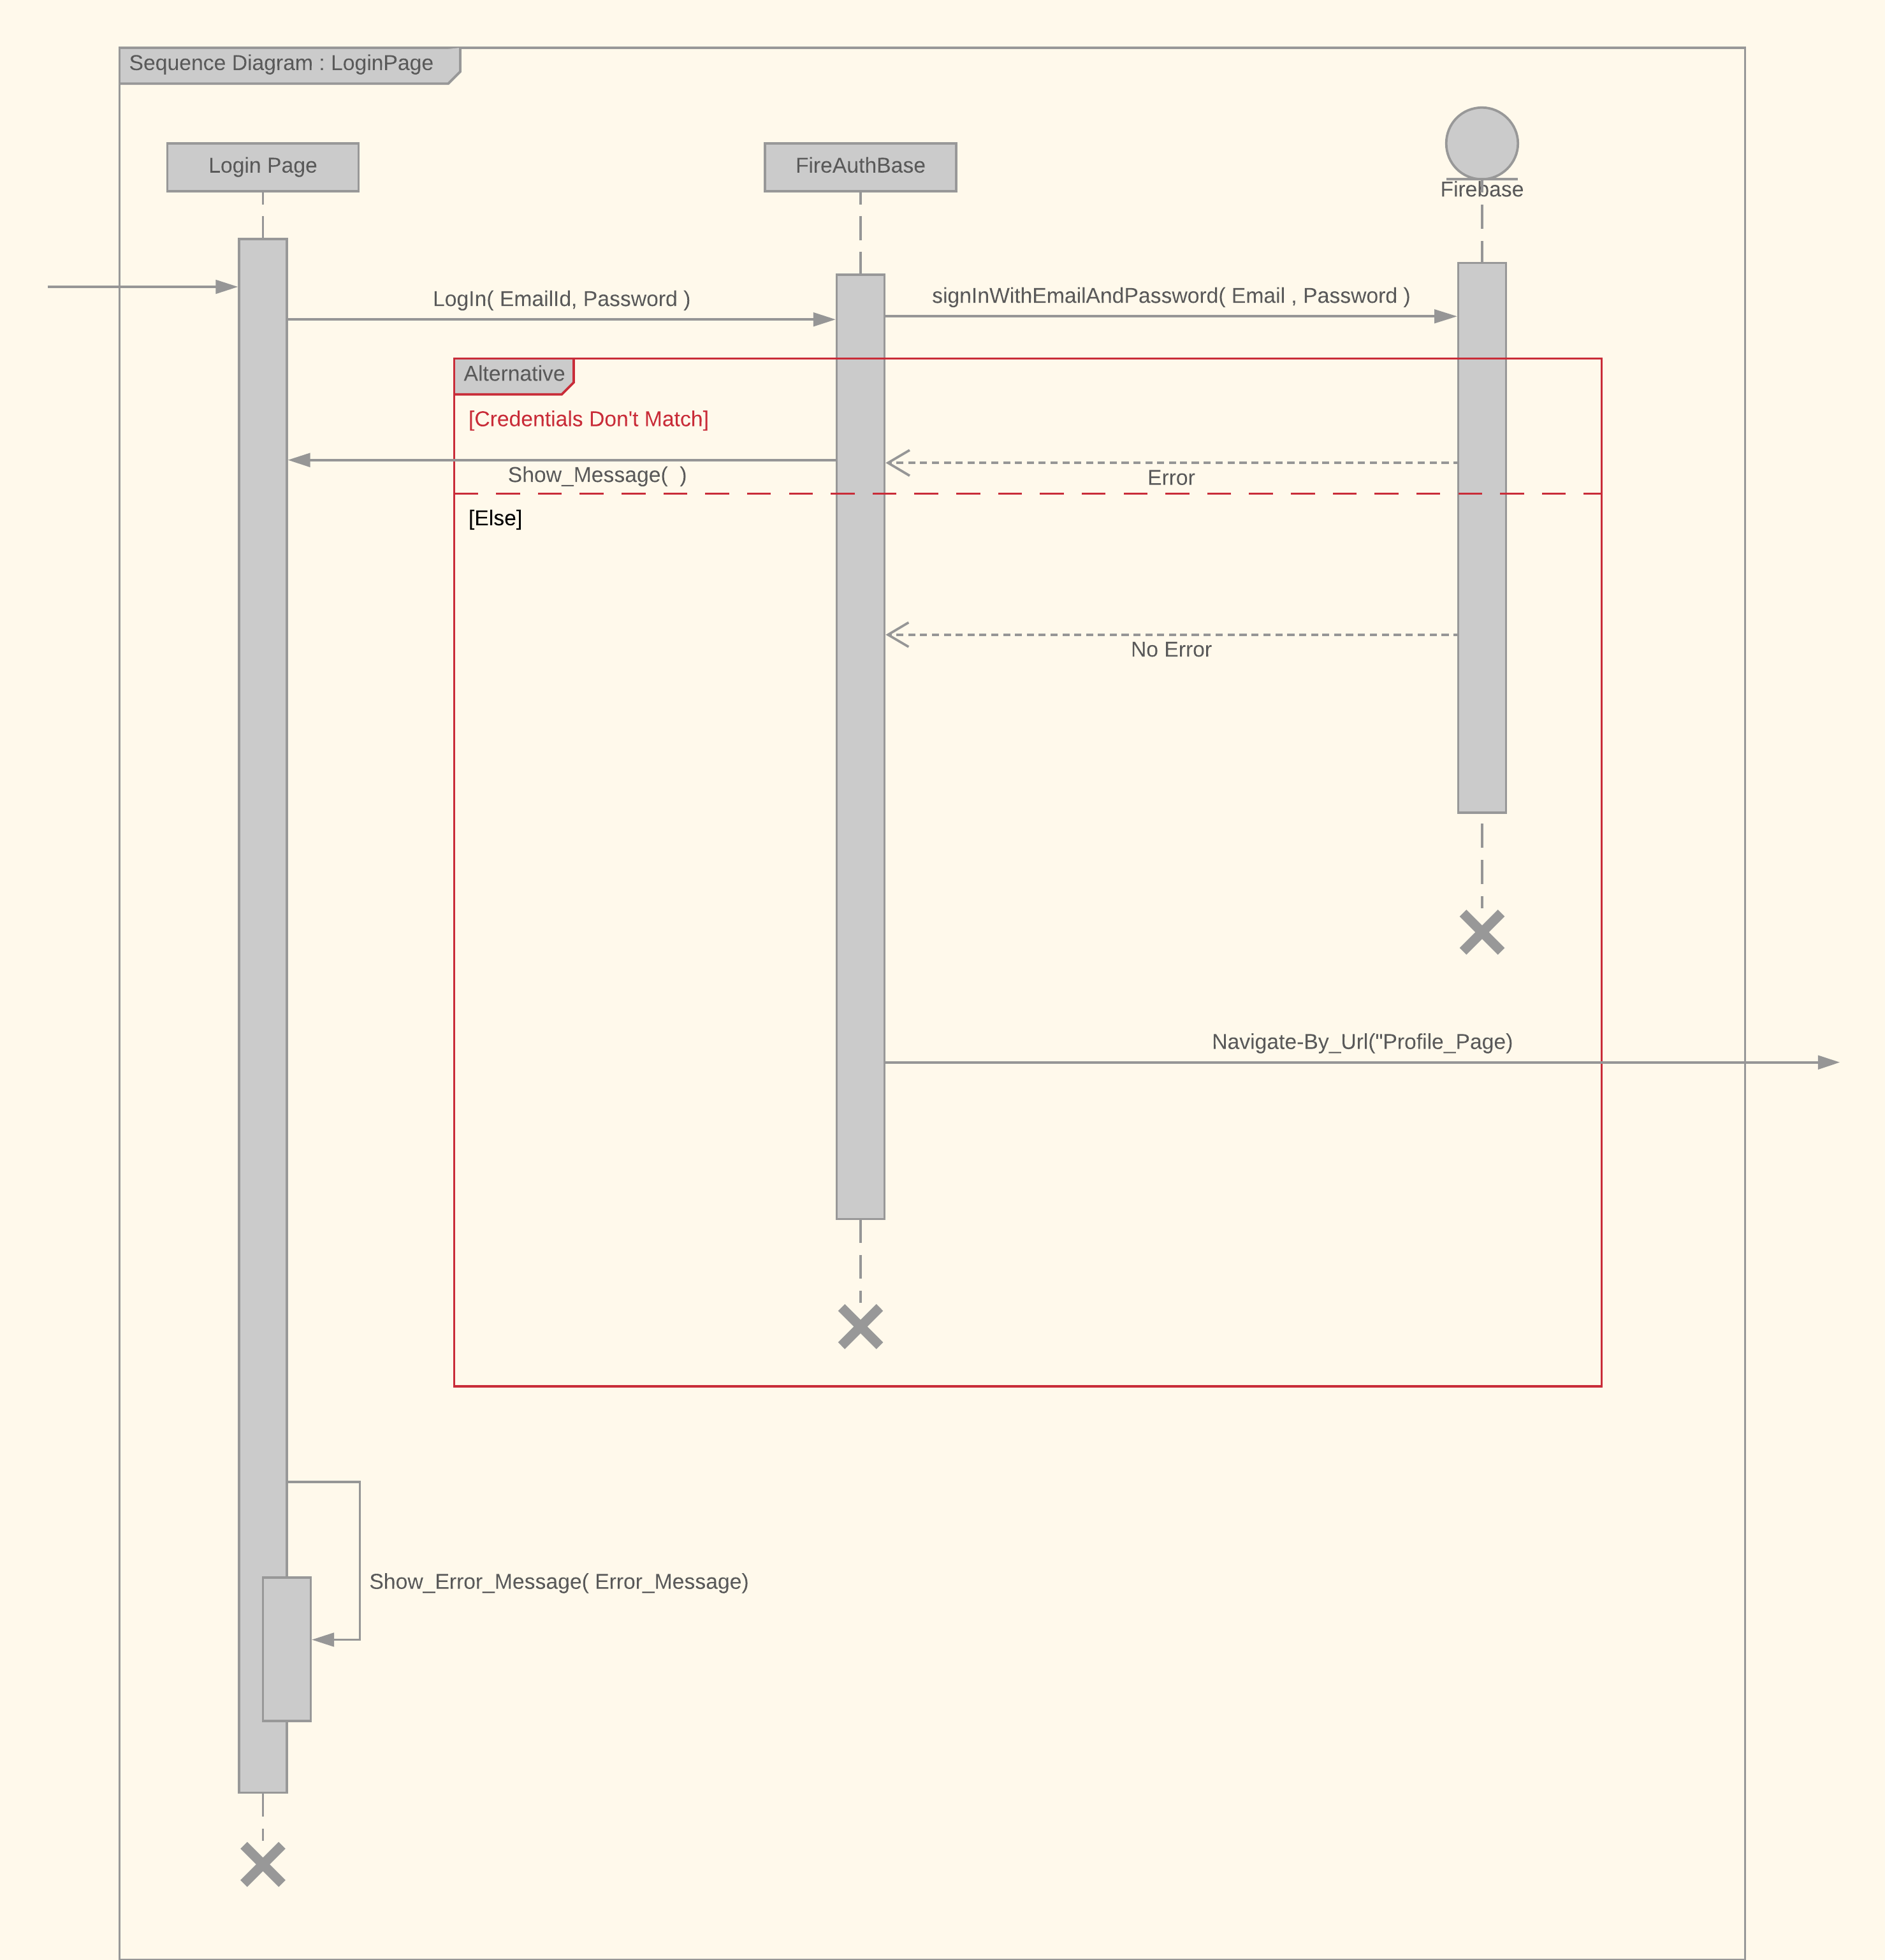 Sequence Diagram : LoginPage
Login Page
FireAuthBase
Firebase
LogIn( EmailId, Password )
signInWithEmailAndPassword( Email , Password )
Alternative
[Credentials Don't Match]
Show_Message(  )
Error
[Else]
No Error
Navigate-By_Url("Profile_Page)
Show_Error_Message( Error_Message)